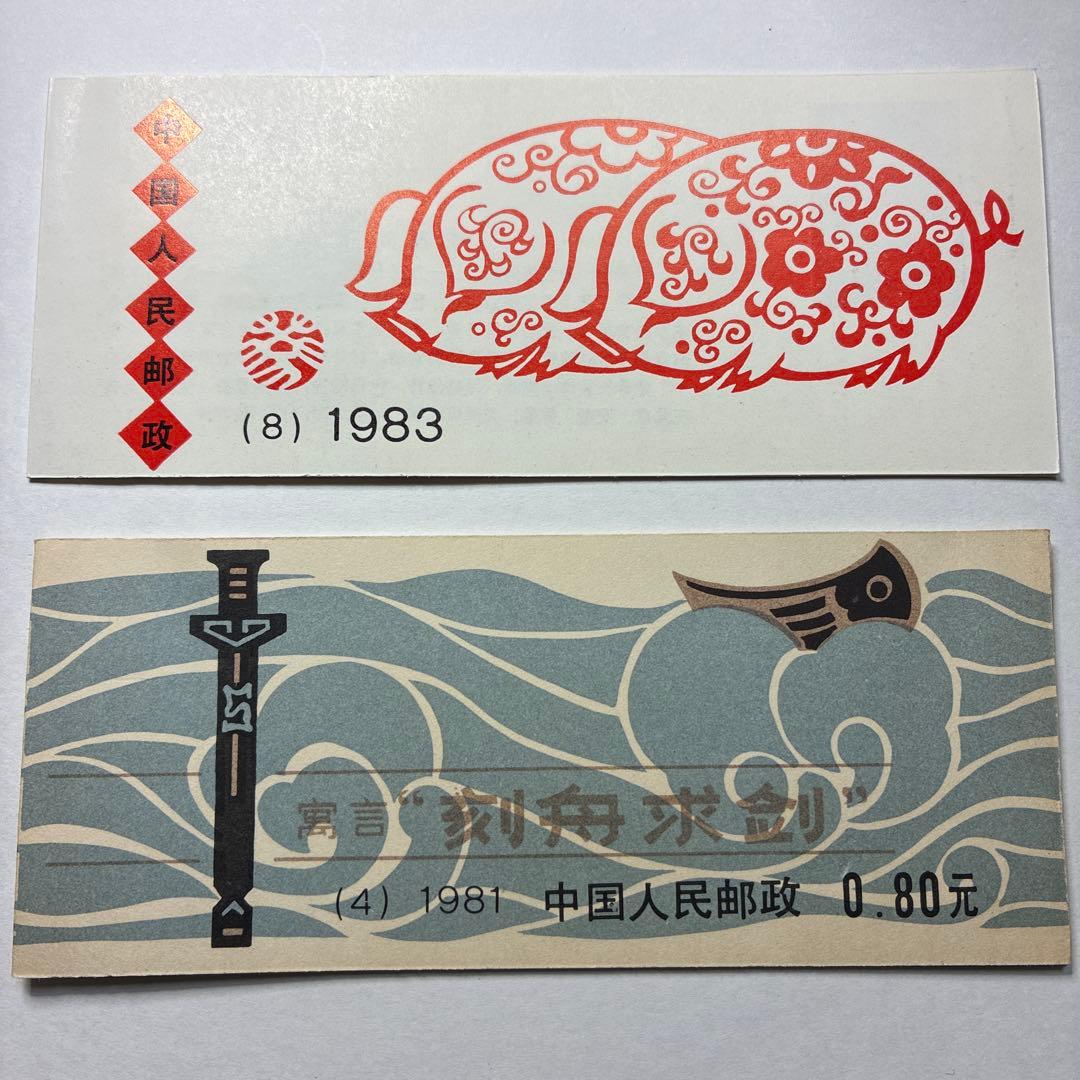 中国人民邮政
(8) 1983
寓言“刻舟求剑”
(4) 1981 中国人民邮政 0.80元